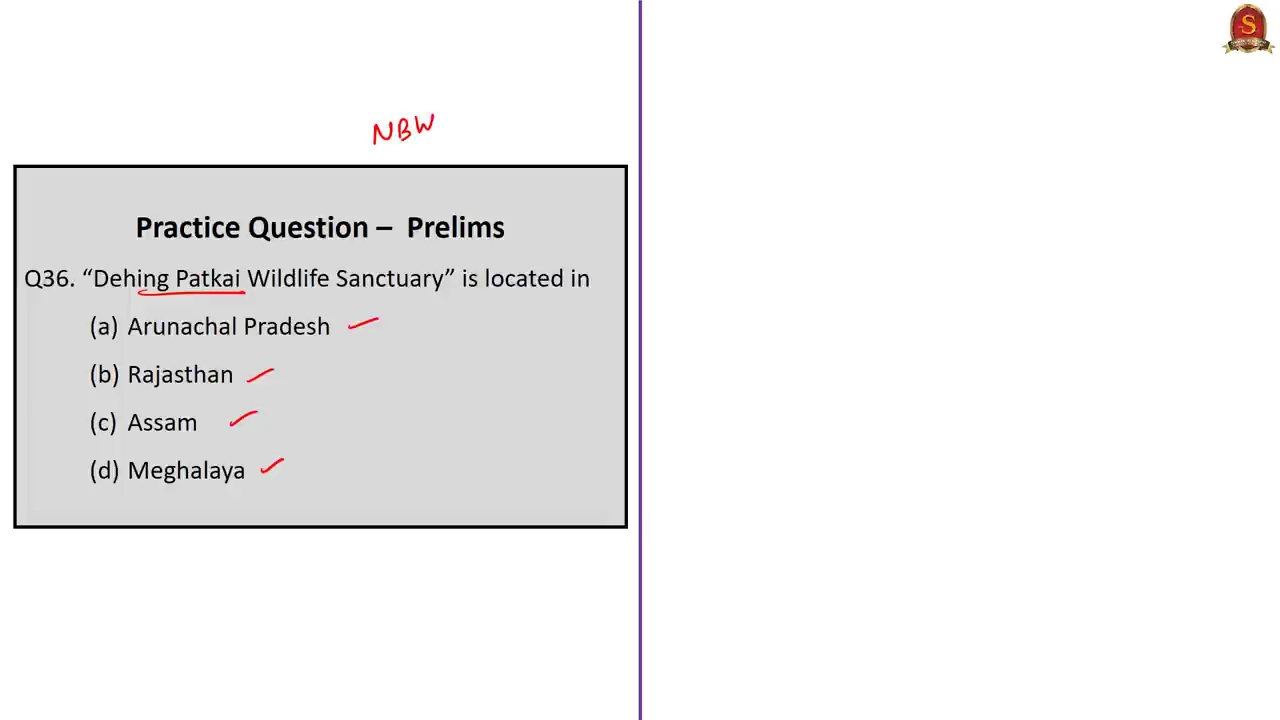 NBW
Practice Question – Prelims
Q36. “Dehing Patkai Wildlife Sanctuary” is located in
(a) Arunachal Pradesh
(b) Rajasthan
(c) Assam
(d) Meghalaya
S